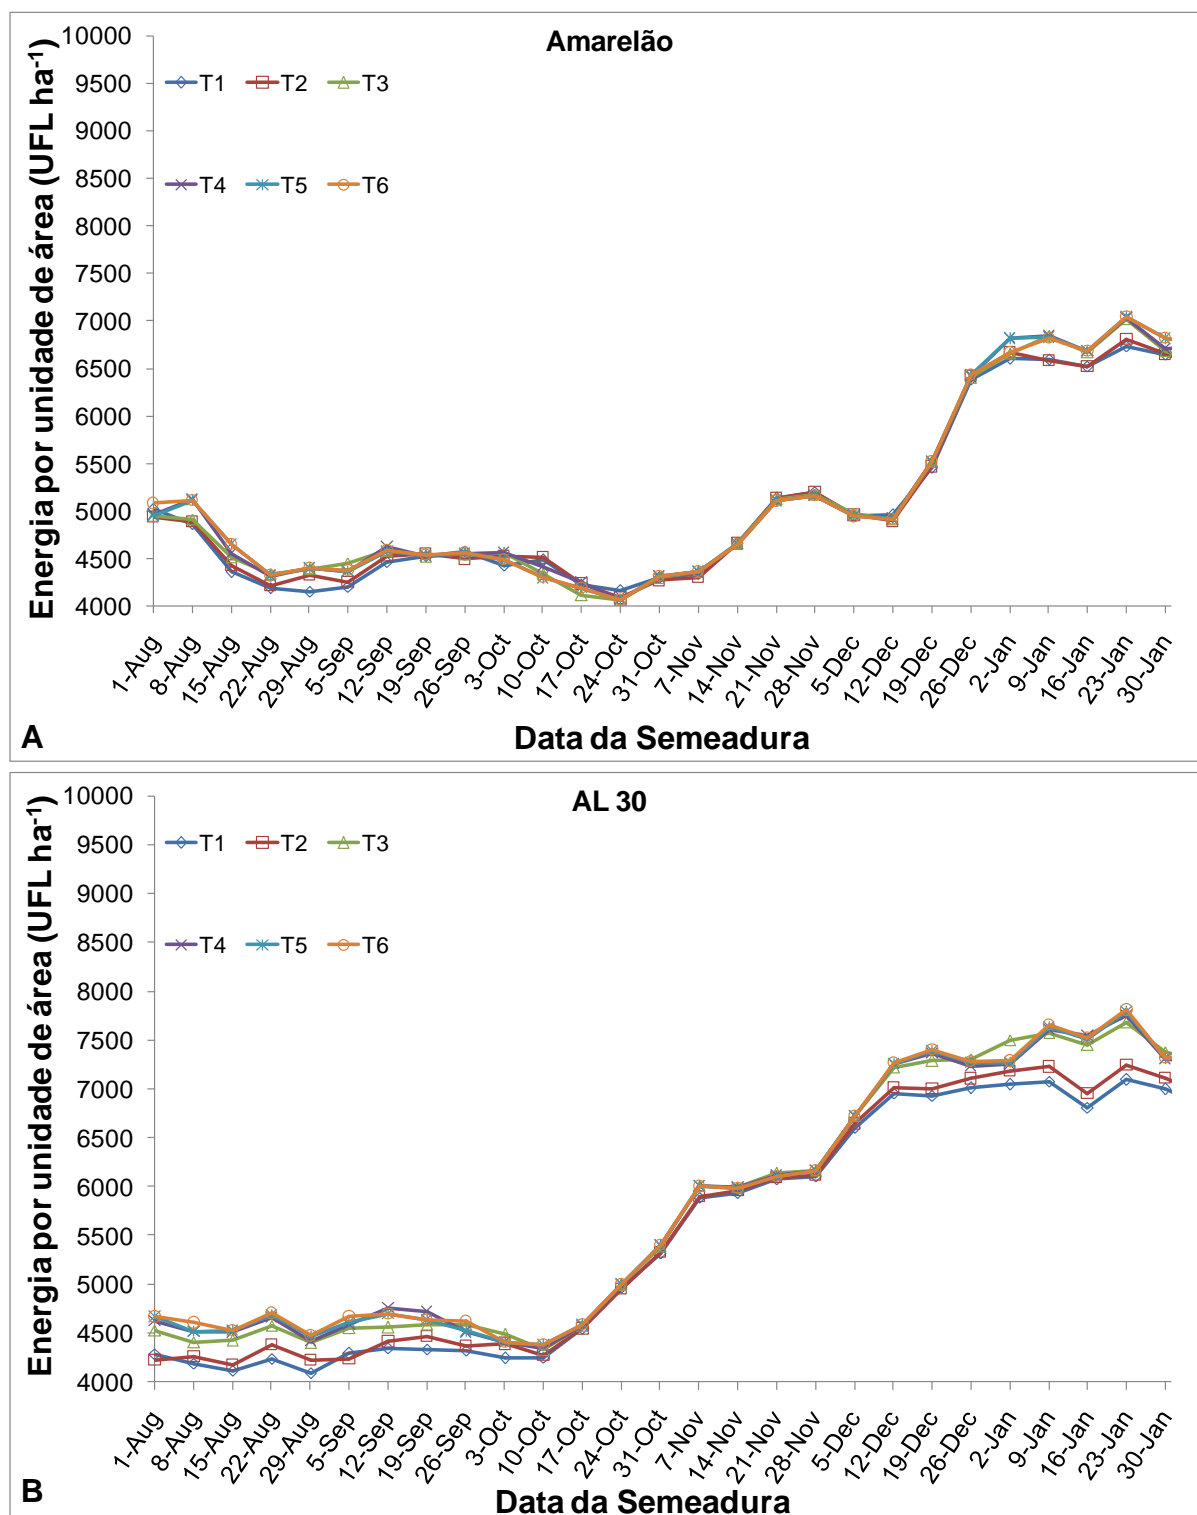 Amarelão
Energia por unidade de área (UFL ha⁻¹)
10000
9500
9000
8500
8000
7500
7000
6500
6000
5500
5000
4500
4000
T1 T2 T3
T4 T5 T6
1-Aug 8-Aug 15-Aug 22-Aug 29-Aug 5-Sep 12-Sep 19-Sep 26-Sep 3-Oct 10-Oct 17-Oct 24-Oct 31-Oct 7-Nov 14-Nov 21-Nov 28-Nov 5-Dec 12-Dec 19-Dec 26-Dec 2-Jan 9-Jan 16-Jan 23-Jan 30-Jan
A
Data da Semeadura
AL 30
Energia por unidade de área (UFL ha⁻¹)
10000
9500
9000
8500
8000
7500
7000
6500
6000
5500
5000
4500
4000
T1 T2 T3
T4 T5 T6
1-Aug 8-Aug 15-Aug 22-Aug 29-Aug 5-Sep 12-Sep 19-Sep 26-Sep 3-Oct 10-Oct 17-Oct 24-Oct 31-Oct 7-Nov 14-Nov 21-Nov 28-Nov 5-Dec 12-Dec 19-Dec 26-Dec 2-Jan 9-Jan 16-Jan 23-Jan 30-Jan
B
Data da Semeadura